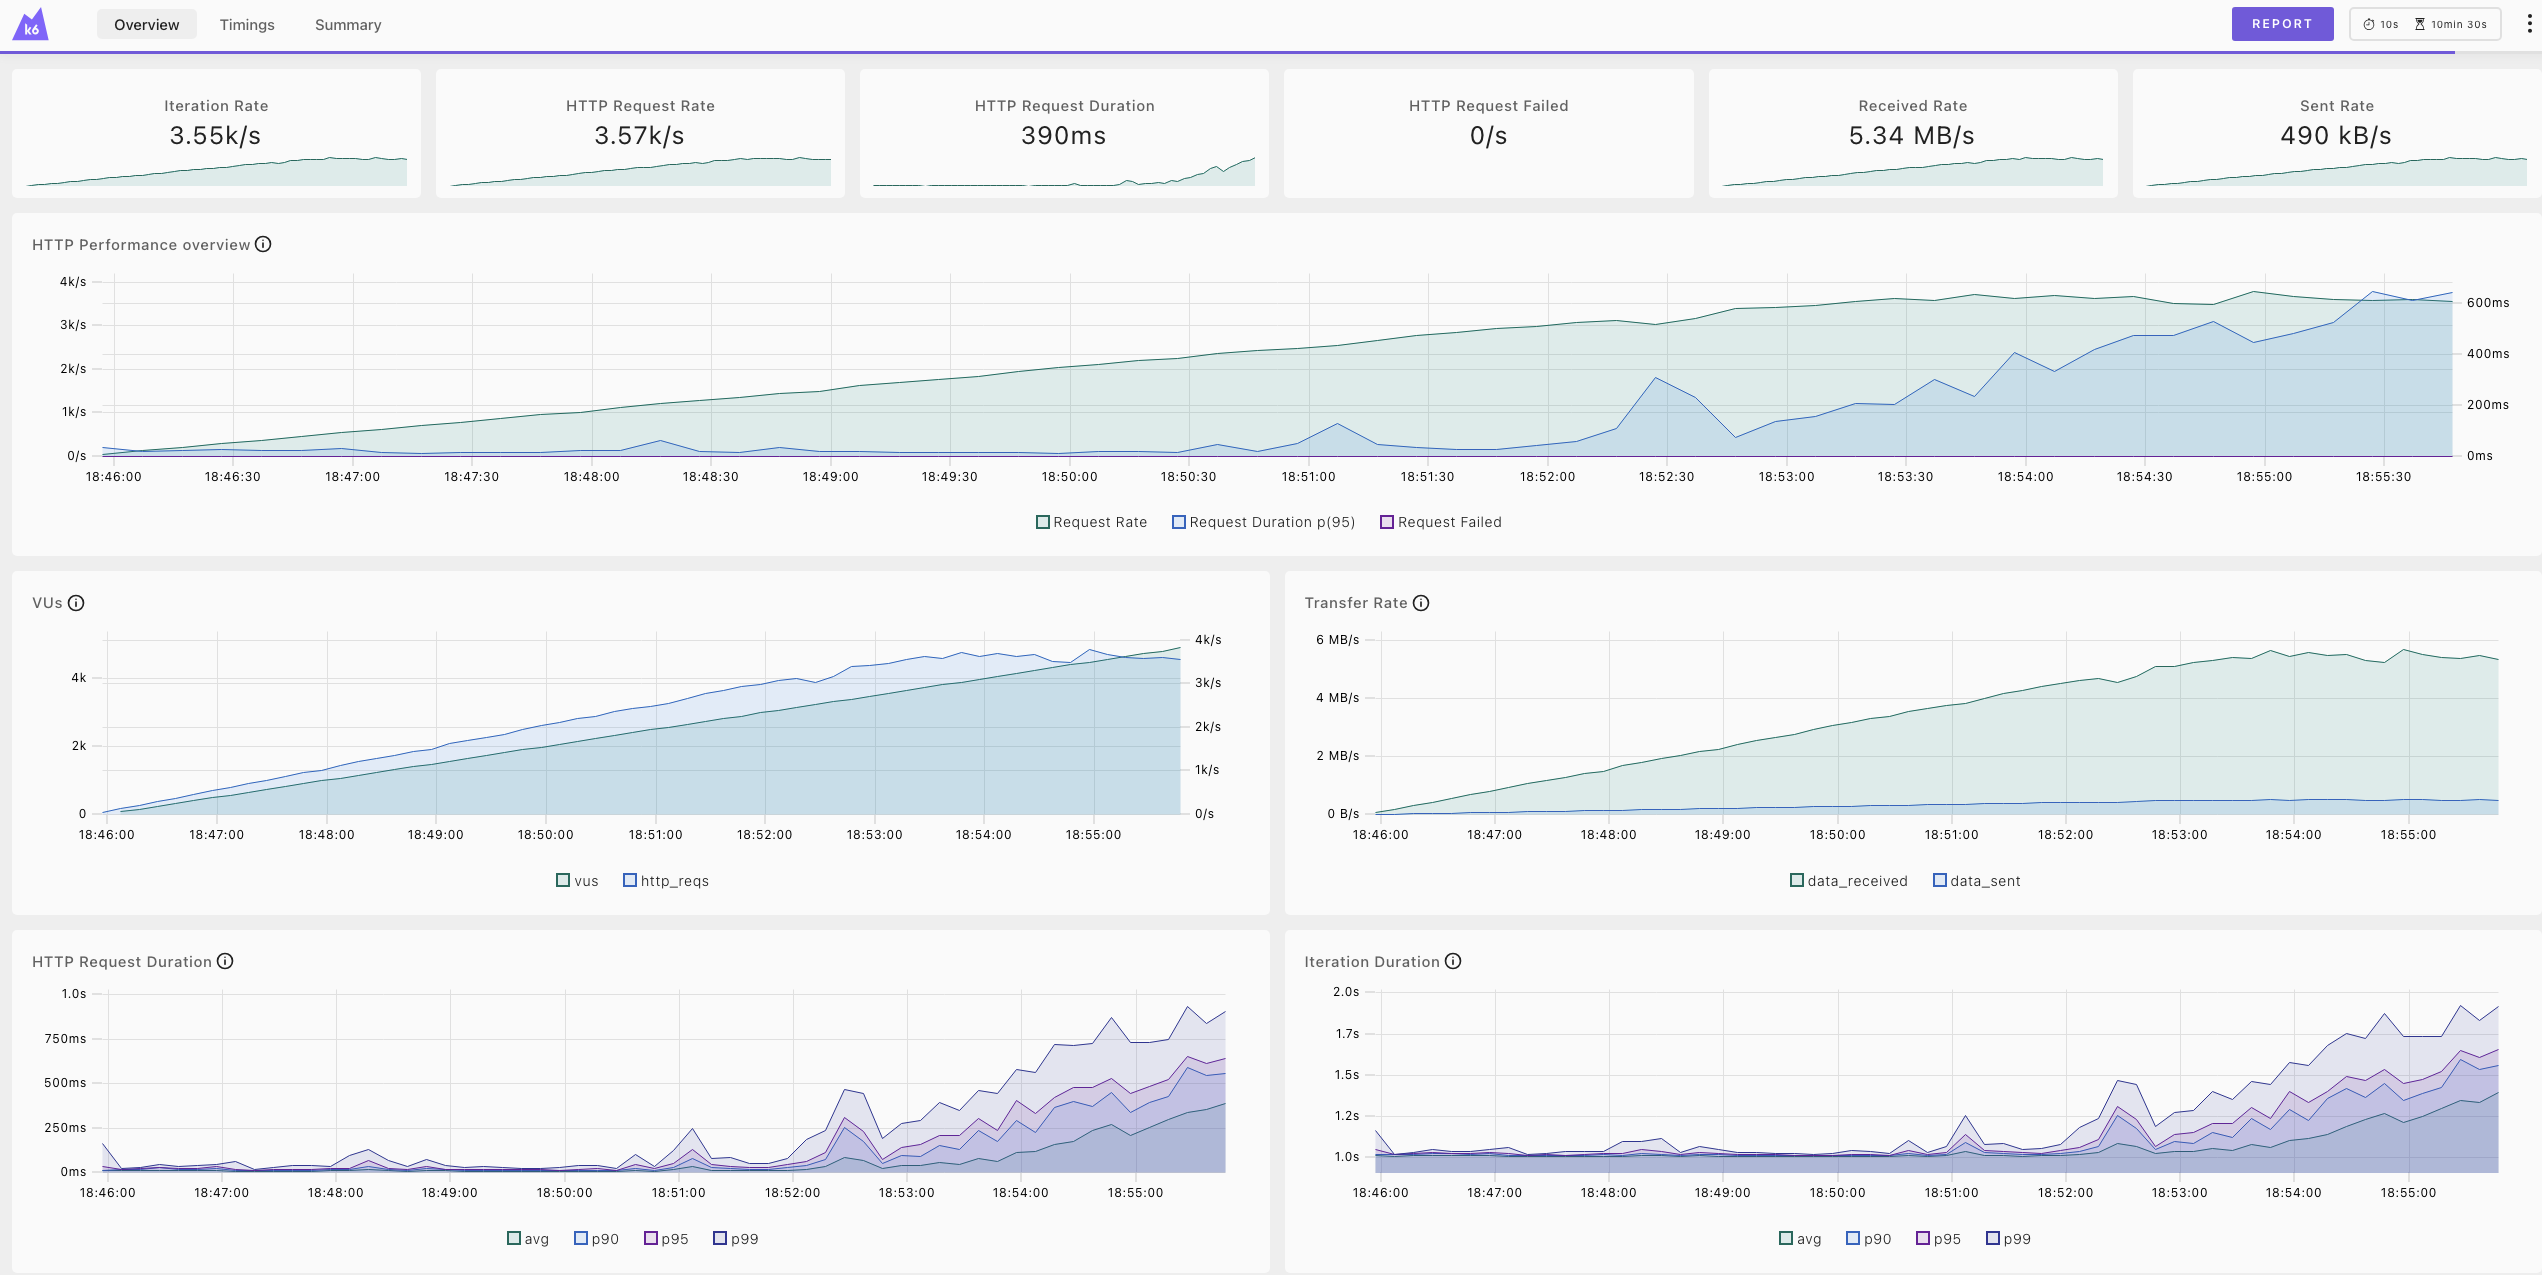 k6
Overview Timings Summary REPORT 10s 10min 30s
Iteration Rate
3.55k/s
HTTP Request Rate
3.57k/s
HTTP Request Duration
390ms
HTTP Request Failed
0/s
Received Rate
5.34 MB/s
Sent Rate
490 kB/s
HTTP Performance overview
4k/s
3k/s
2k/s
1k/s
0/s
600ms
400ms
200ms
0ms
18:46:00 18:46:30 18:47:00 18:47:30 18:48:00 18:48:30 18:49:00 18:49:30 18:50:00 18:50:30 18:51:00 18:51:30 18:52:00 18:52:30 18:53:00 18:53:30 18:54:00 18:54:30 18:55:00 18:55:30
Request Rate Request Duration p(95) Request Failed
VUs
4k
2k
0
4k/s
3k/s
2k/s
1k/s
0/s
18:46:00 18:47:00 18:48:00 18:49:00 18:50:00 18:51:00 18:52:00 18:53:00 18:54:00 18:55:00
vus http_reqs
Transfer Rate
6 MB/s
4 MB/s
2 MB/s
0 B/s
18:46:00 18:47:00 18:48:00 18:49:00 18:50:00 18:51:00 18:52:00 18:53:00 18:54:00 18:55:00
data_received data_sent
HTTP Request Duration
1.0s
750ms
500ms
250ms
0ms
18:46:00 18:47:00 18:48:00 18:49:00 18:50:00 18:51:00 18:52:00 18:53:00 18:54:00 18:55:00
avg p90 p95 p99
Iteration Duration
2.0s
1.7s
1.5s
1.2s
1.0s
18:46:00 18:47:00 18:48:00 18:49:00 18:50:00 18:51:00 18:52:00 18:53:00 18:54:00 18:55:00
avg p90 p95 p99